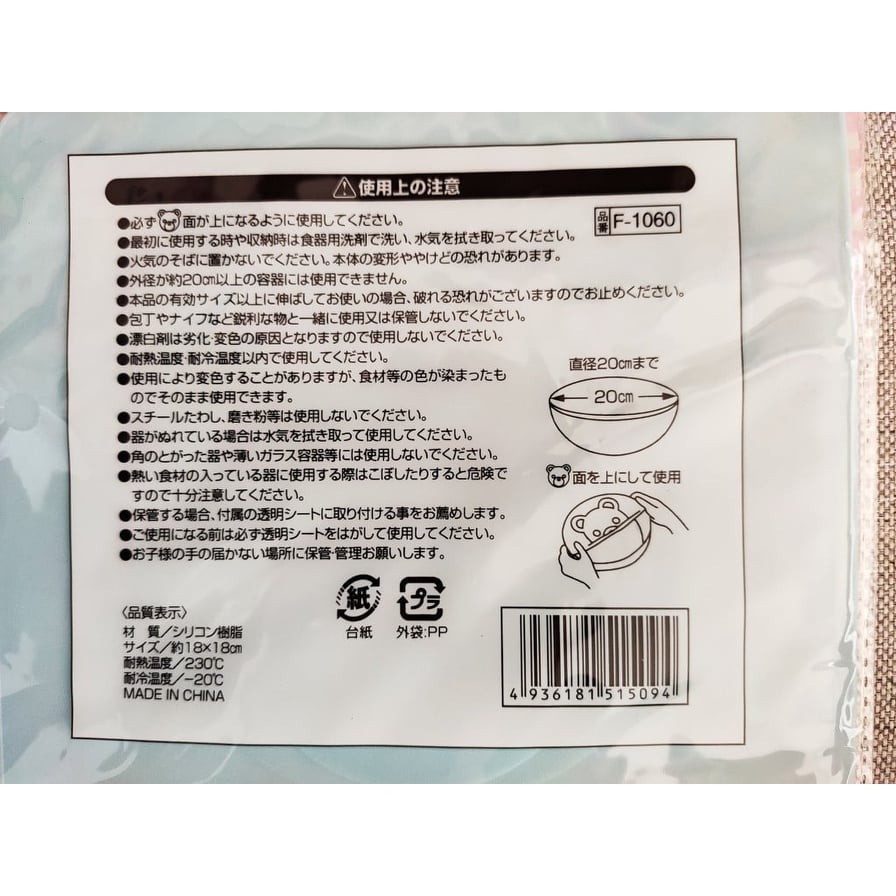 使用上の注意
品番 F-1060
●必ず面が上になるように使用してください。
●最初に使用する時や収納時は食器用洗剤で洗い、水気を拭き取ってください。
●火気のそばに置かないでください。本体の変形ややけどの恐れがあります。
●外径が約20cm以上の容器には使用できません。
●本品の有効サイズ以上に伸ばしてお使いの場合、破れる恐れがございますのでお止めください。
●包丁やナイフなど鋭利な物と一緒に使用又は保管しないでください。
●漂白剤は劣化・変色の原因となりますので使用しないでください。
●耐熱温度・耐冷温度以内で使用してください。
●使用により変色することがありますが、食材等の色が染まったも
のでそのまま使用できます。
●スチールたわし、磨き粉等は使用しないでください。
●器がぬれている場合は水気を拭き取って使用してください。
●角のとがった器や薄いガラス容器等には使用しないでください。
●熱い食材の入っている器に使用する際はこぼしたりすると危険で
すので十分注意してください。
●保管する場合、付属の透明シートに取り付ける事をお薦めします。
●ご使用になる前は必ず透明シートをはがして使用してください。
●お子様の手の届かない場所に保管・管理お願いします。
直径20cmまで
20cm
面を上にして使用
〈品質表示〉
材 質／シリコン樹脂
サイズ／約18×18cm
耐熱温度／230℃
耐冷温度／-20℃
MADE IN CHINA
紙
台紙
プラ
外袋:PP
4 936181 515094